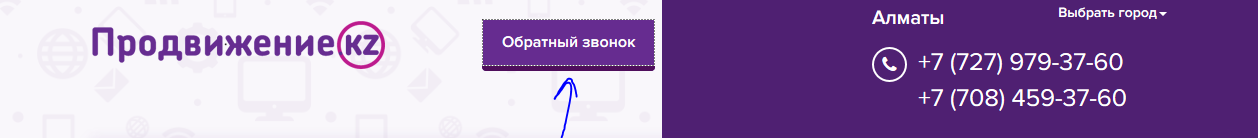 Продвижение kz
Обратный звонок
Алматы
Выбрать город
+7 (727) 979-37-60
+7 (708) 459-37-60